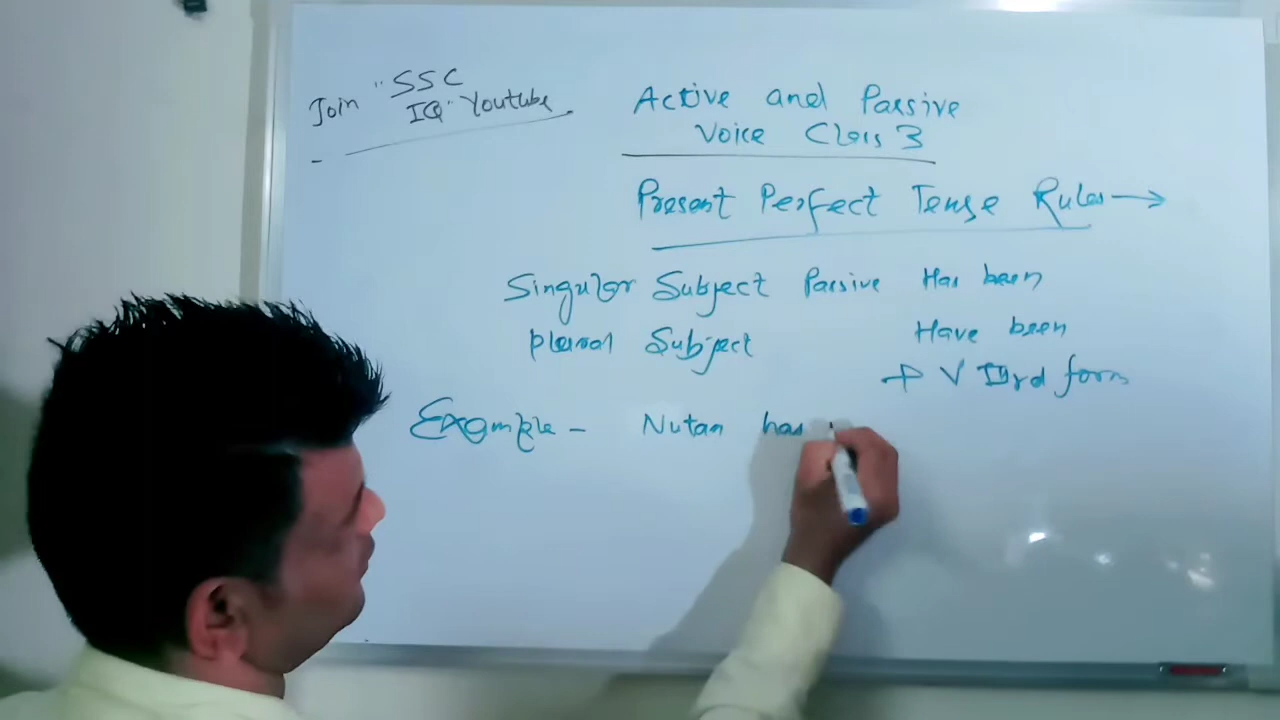 Join "SSC
IQ" Youtube
Active and Passive
Voice Class 3
Present Perfect Tense Rules →
Singular Subject Passive Has been
Plural Subject Have been
+ V IIIrd form
Example - Nutan has